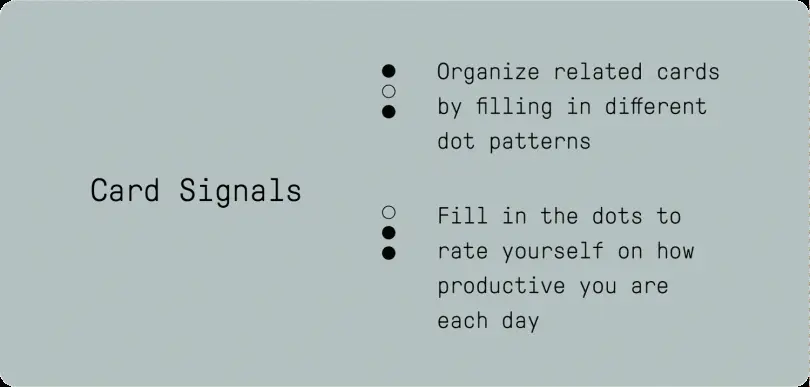 Card Signals
Organize related cards
by filling in different
dot patterns
Fill in the dots to
rate yourself on how
productive you are
each day